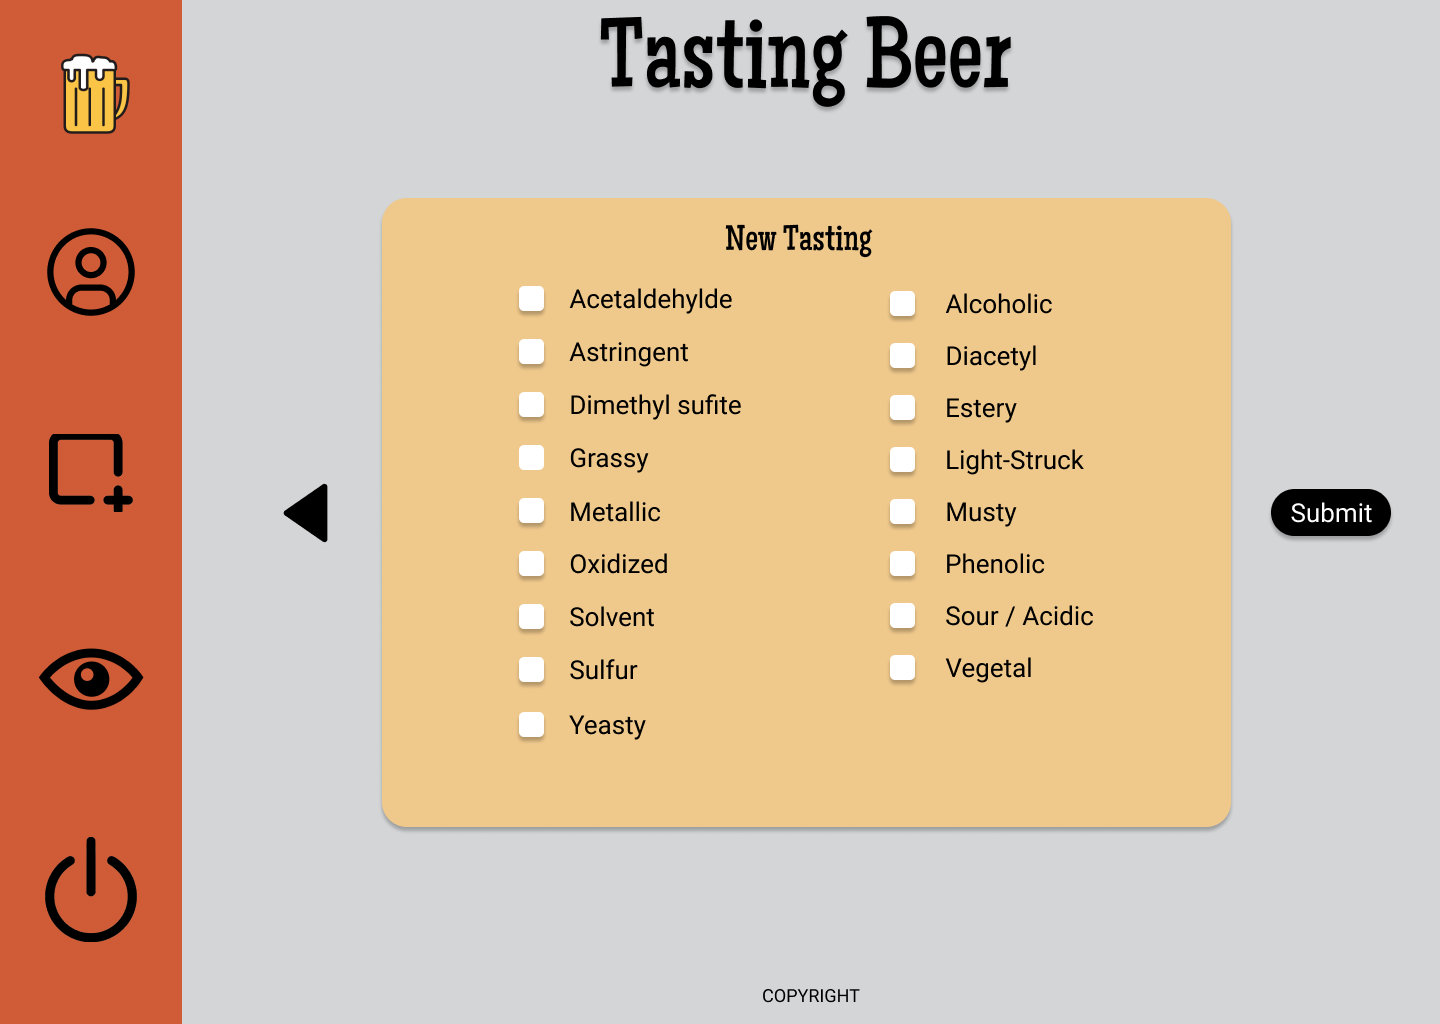 Tasting Beer
New Tasting
Acetaldehylde
Astringent
Dimethyl sufite
Grassy
Metallic
Oxidized
Solvent
Sulfur
Yeasty
Alcoholic
Diacetyl
Estery
Light-Struck
Musty
Phenolic
Sour / Acidic
Vegetal
Submit
COPYRIGHT